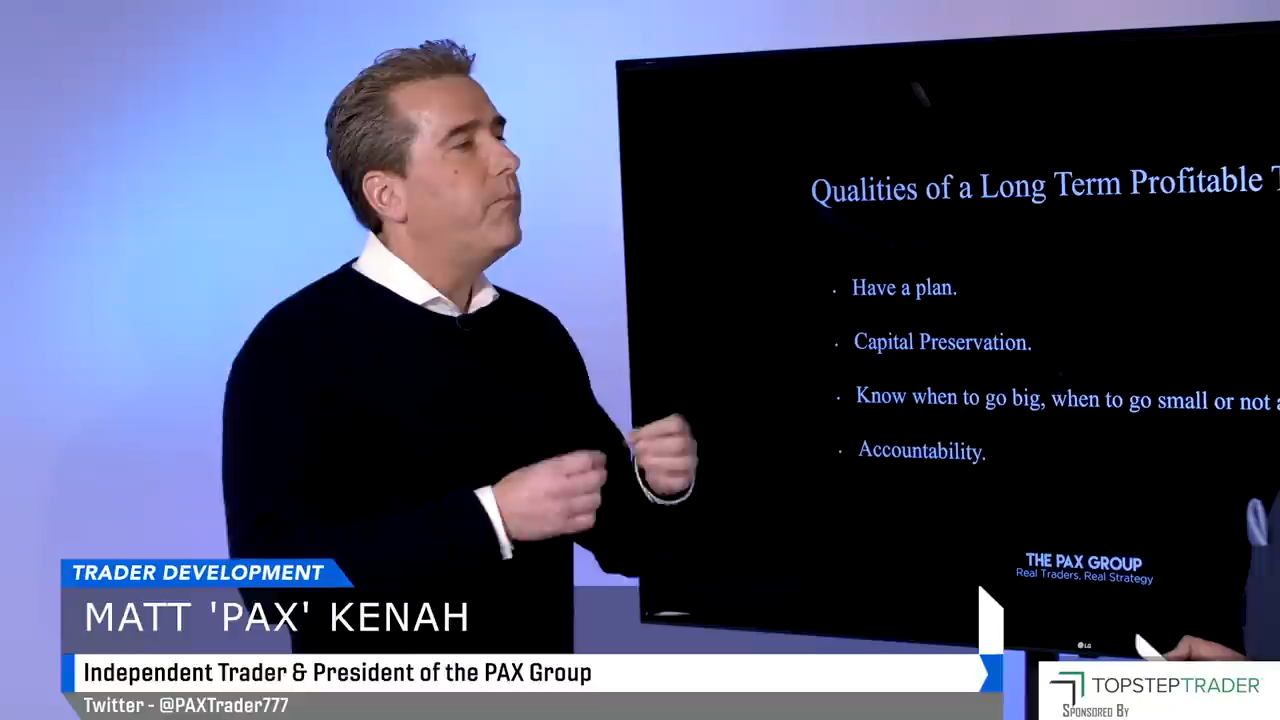 Qualities of a Long Term Profitable
. Have a plan.
. Capital Preservation.
. Know when to go big, when to go small or not
. Accountability.
THE PAX GROUP
Real Traders, Real Strategy
LG
TRADER DEVELOPMENT
MATT 'PAX' KENAH
Independent Trader & President of the PAX Group
Twitter - @PAXTrader777
TOPSTEPTRADER
SPONSORED BY